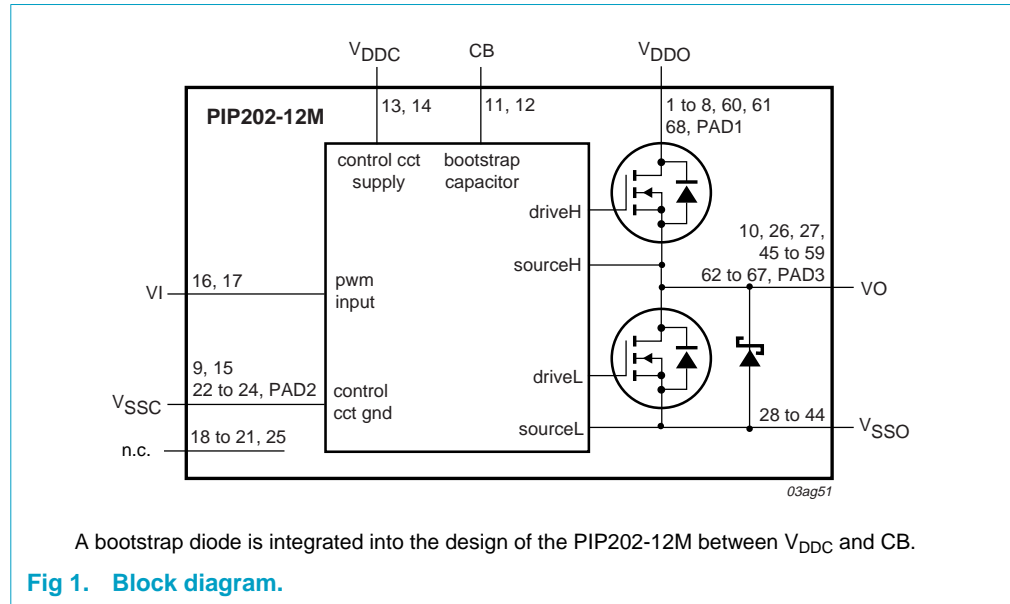 VDDC
CB
VDDO
PIP202-12M
13, 14
11, 12
1 to 8, 60, 61
68, PAD1
control cct
supply
bootstrap
capacitor
driveH
sourceH
10, 26, 27,
45 to 59
62 to 67, PAD3
VI
16, 17
pwm
input
VO
9, 15
22 to 24, PAD2
VSSC
control
cct gnd
driveL
sourceL
28 to 44
VSSO
n.c.
18 to 21, 25
03ag51
A bootstrap diode is integrated into the design of the PIP202-12M between VDDC and CB.
Fig 1. Block diagram.